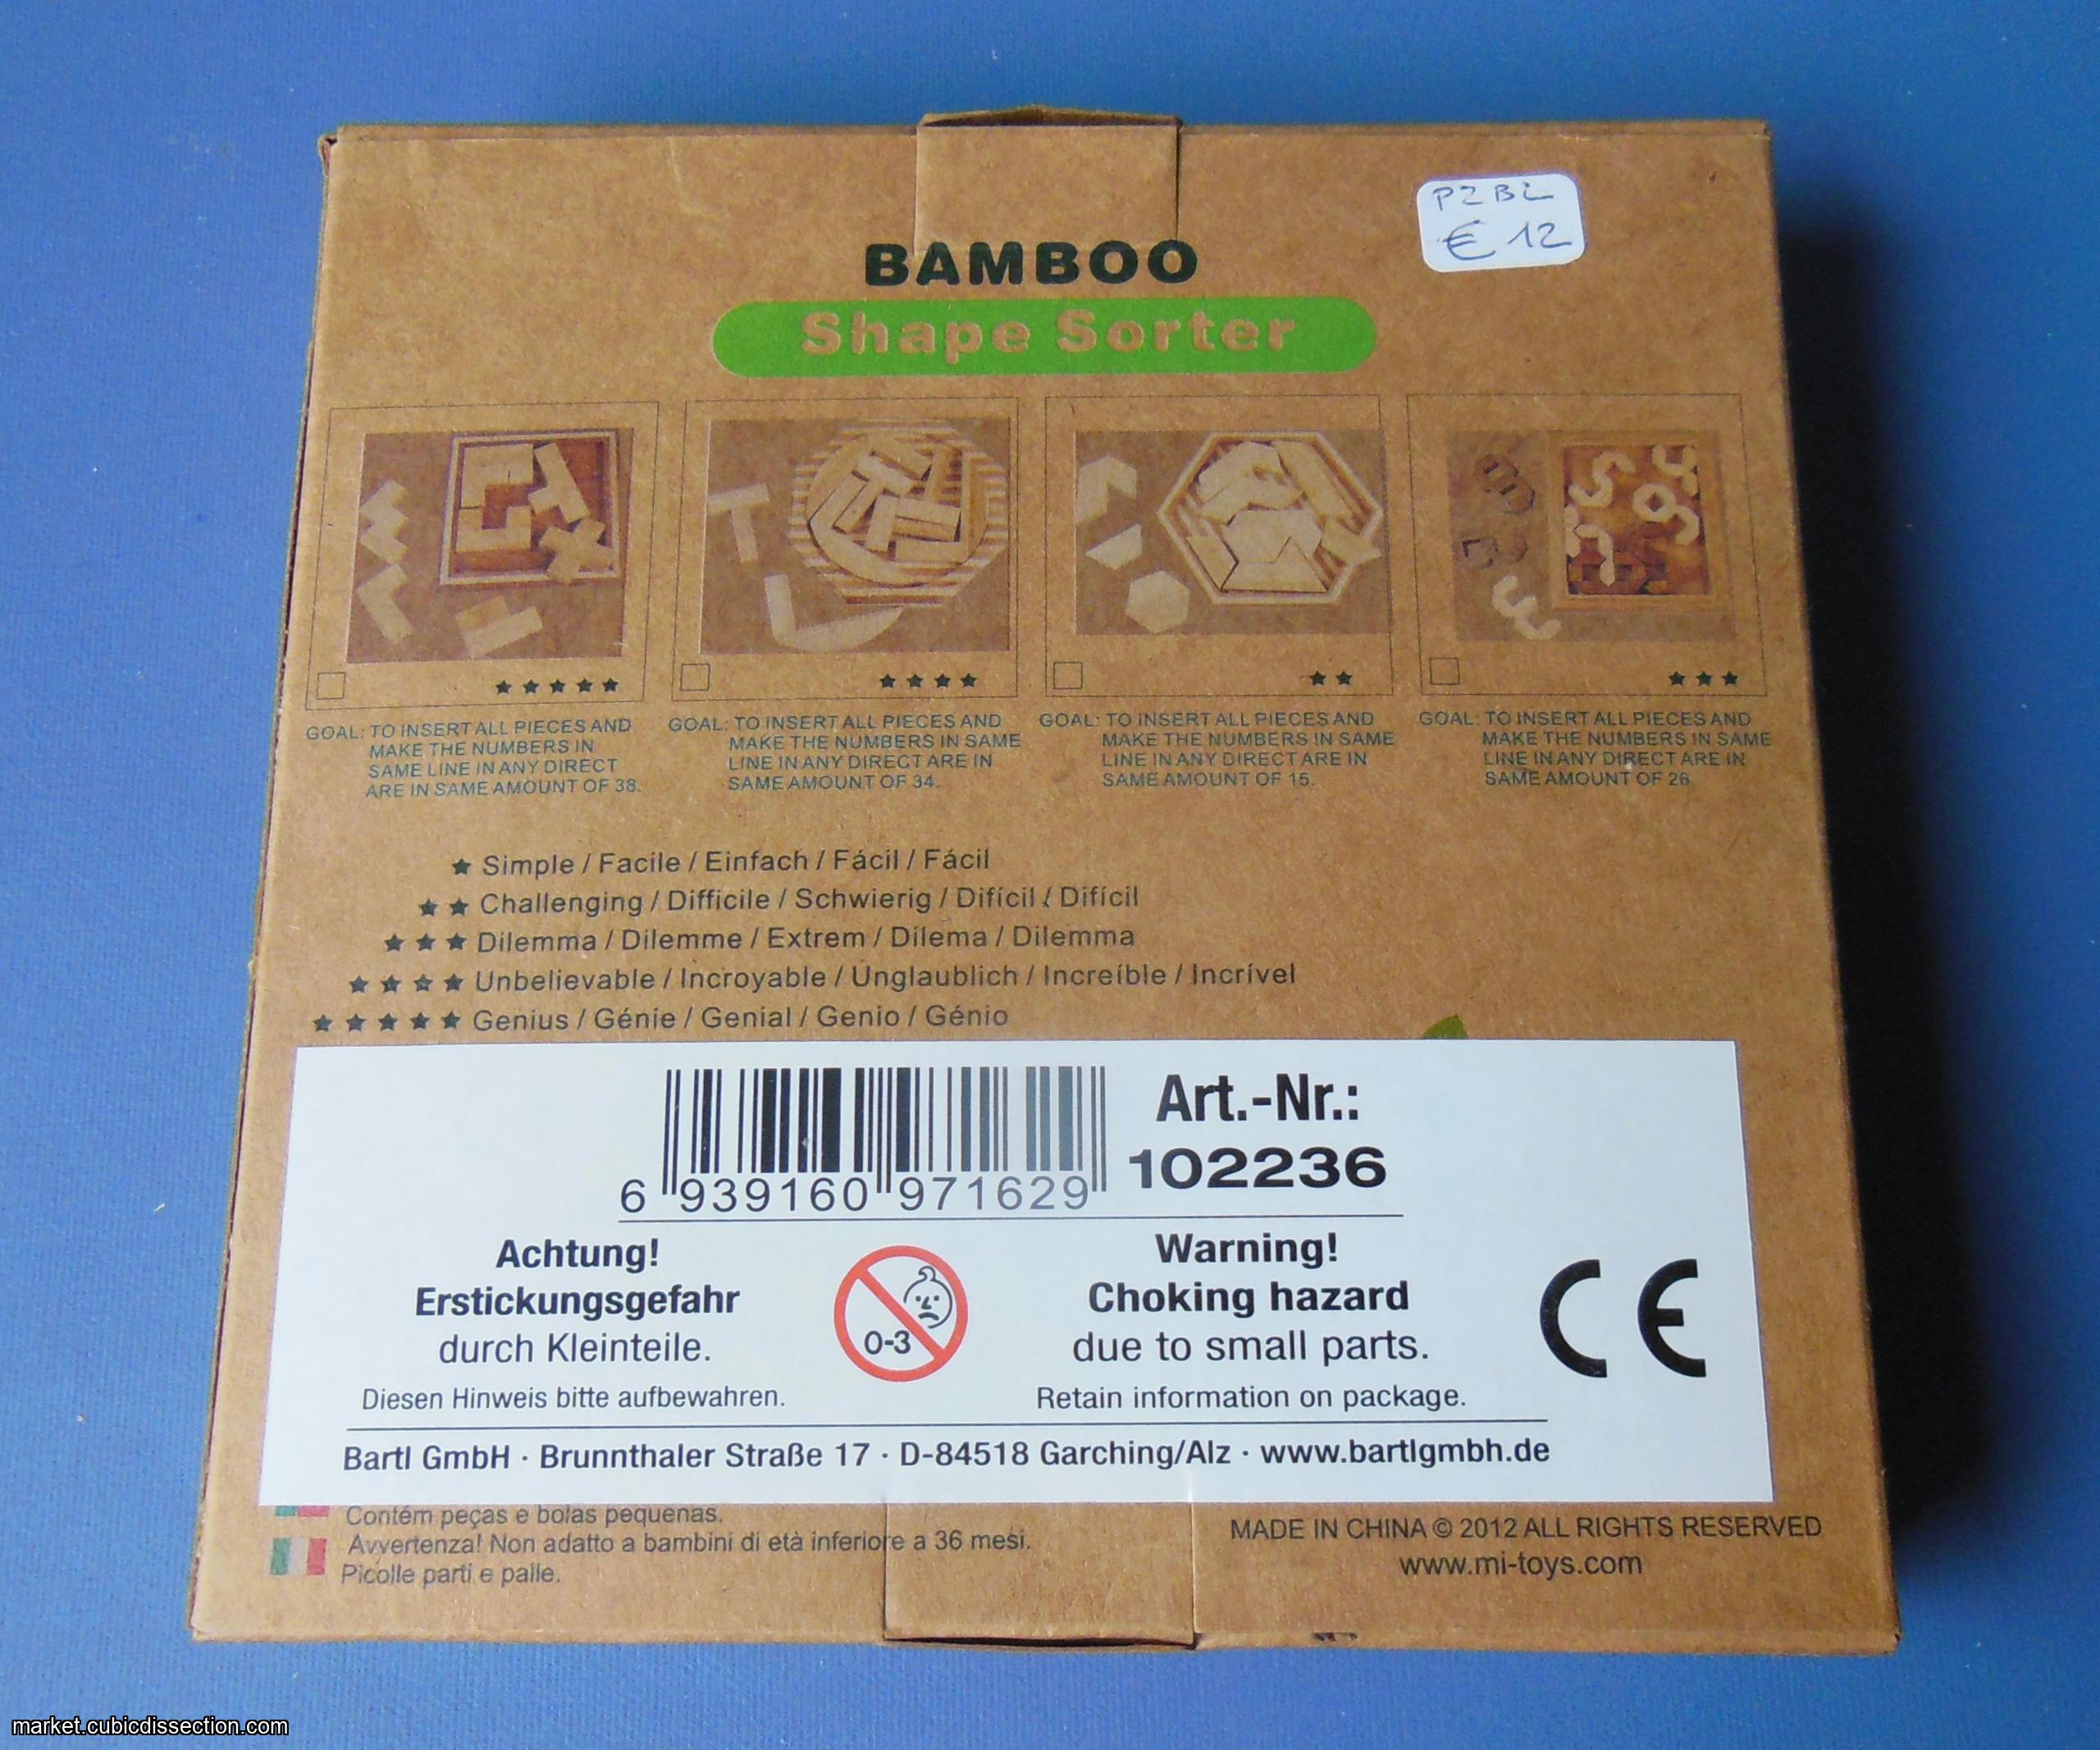 P2BL
€ 12
BAMBOO
Shape Sorter
GOAL: TO INSERT ALL PIECES AND
MAKE THE NUMBERS IN
SAME LINE IN ANY DIRECT
ARE IN SAME AMOUNT OF 38.
GOAL: TO INSERT ALL PIECES AND
MAKE THE NUMBERS IN SAME
LINE IN ANY DIRECT ARE IN
SAME AMOUNT OF 34.
GOAL: TO INSERT ALL PIECES AND
MAKE THE NUMBERS IN SAME
LINE IN ANY DIRECT ARE IN
SAME AMOUNT OF 15.
GOAL: TO INSERT ALL PIECES AND
MAKE THE NUMBERS IN SAME
LINE IN ANY DIRECT ARE IN
SAME AMOUNT OF 26.
★ Simple / Facile / Einfach / Fácil / Fácil
★ ★ Challenging / Difficile / Schwierig / Difícil / Difícil
★ ★ ★ Dilemma / Dilemme / Extrem / Dilema / Dilemma
★ ★ ★ ★ Unbelievable / Incroyable / Unglaublich / Increíble / Incrível
★ ★ ★ ★ ★ Genius / Génie / Genial / Genio / Génio
6 939160 971629
Art.-Nr.:
102236
Achtung!
Erstickungsgefahr
durch Kleinteile.
Diesen Hinweis bitte aufbewahren.
0-3
Warning!
Choking hazard
due to small parts.
Retain information on package.
CE
Bartl GmbH · Brunnthaler Straße 17 · D-84518 Garching/Alz · www.bartlgmbh.de
Contém peças e bolas pequenas.
Avvertenza! Non adatto a bambini di età inferiore a 36 mesi.
Picolle parti e palle.
MADE IN CHINA © 2012 ALL RIGHTS RESERVED
www.mi-toys.com
market.cubicdissection.com